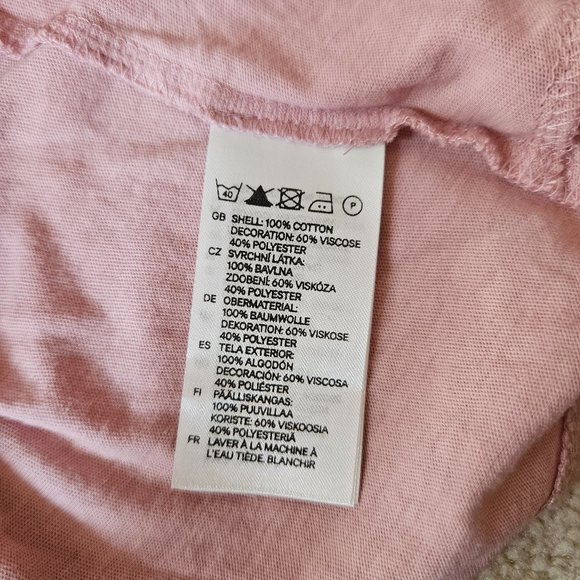 40 P
GB SHELL: 100% COTTON
DECORATION: 60% VISCOSE
40% POLYESTER
CZ SVRCHNÍ LÁTKA:
100% BAVLNA
ZDOBENÍ: 60% VISKÓZA
40% POLYESTER
DE OBERMATERIAL:
100% BAUMWOLLE
DEKORATION: 60% VISKOSE
40% POLYESTER
ES TELA EXTERIOR:
100% ALGODÓN
DECORACIÓN: 60% VISCOSA
40% POLIÉSTER
FI PÄÄLLISKANGAS:
100% PUUVILLAA
KORISTE: 60% VISKOOSIA
40% POLYESTERIÄ
FR LAVER À LA MACHINE À
L'EAU TIÈDE. BLANCHIR